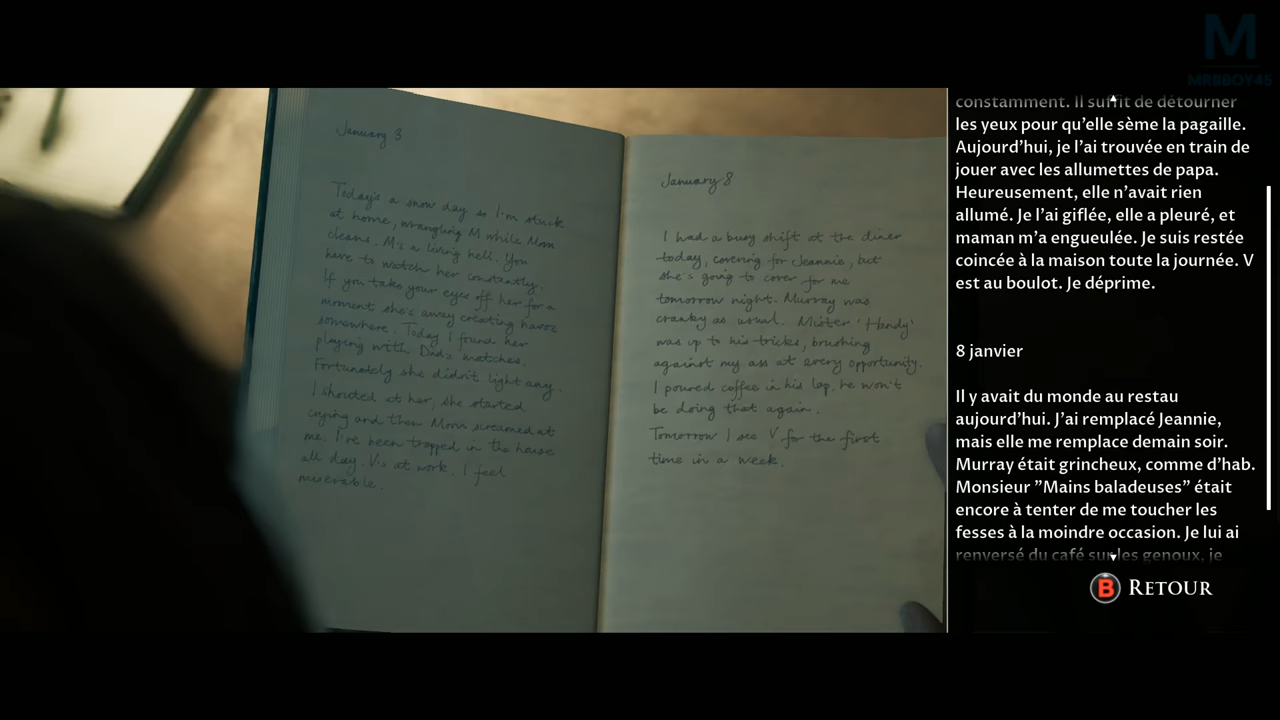 January 3
Today's a snow day so I'm stuck
at home, wrangling M while Mom
cleans. M's a living hell. You
have to watch her constantly.
If you take your eyes off her for a
moment she's away creating havoc
somewhere. Today I found her
playing with Dad's matches.
Fortunately she didn't light any.
I shouted at her, she started
crying and then Mom screamed at
me. I've been trapped in the house
all day. V's at work. I feel
miserable.
January 8
I had a busy shift at the diner
today, covering for Jeannie, but
she's going to cover for me
tomorrow night. Murray was
cranky as usual. Mister 'Handy'
was up to his tricks, brushing
against my ass at every opportunity.
I poured coffee in his lap. he won't
be doing that again.
Tomorrow I see V for the first
time in a week.
M
MRBBOY45
constamment. Il suffit de détourner
les yeux pour qu'elle sème la pagaille.
Aujourd'hui, je l'ai trouvée en train de
jouer avec les allumettes de papa.
Heureusement, elle n'avait rien
allumé. Je l'ai giflée, elle a pleuré, et
maman m'a engueulée. Je suis restée
coincée à la maison toute la journée. V
est au boulot. Je déprime.
8 janvier
Il y avait du monde au restau
aujourd'hui. J'ai remplacé Jeannie,
mais elle me remplace demain soir.
Murray était grincheux, comme d'hab.
Monsieur "Mains baladeuses" était
encore à tenter de me toucher les
fesses à la moindre occasion. Je lui ai
renversé du café sur les genoux, je
B RETOUR